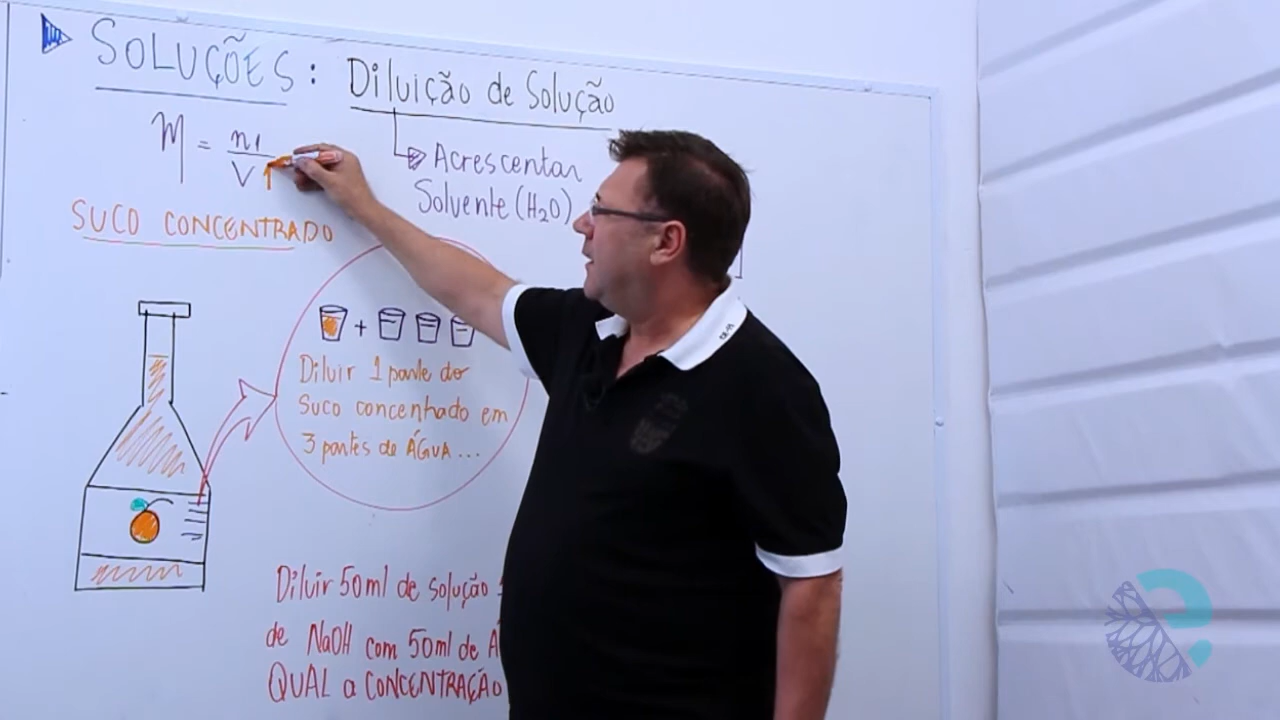 SOLUÇÕES: Diluição de Solução
M = n1
V
Acrescentar
Solvente (H2O)
SUCO CONCENTRADO
+
Diluir 1 parte do
Suco concentrado em
3 partes de ÁGUA...
Diluir 50ml de solução
de NaOH com 50ml de
QUAL a CONCENTRAÇÃO